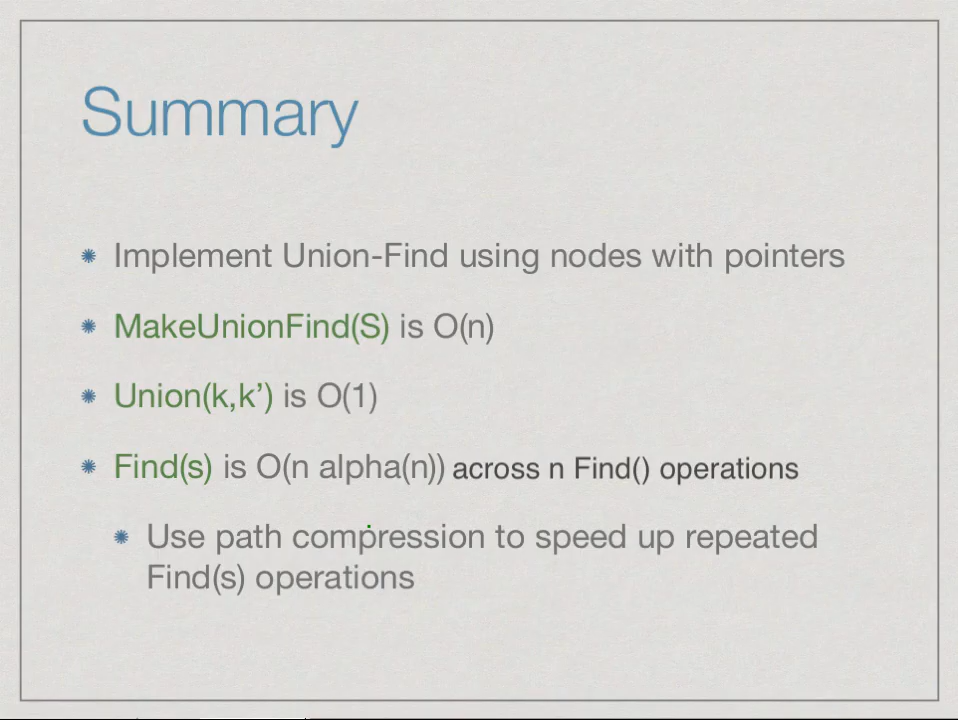 Summary
Implement Union-Find using nodes with pointers
MakeUnionFind(S) is O(n)
Union(k,k’) is O(1)
Find(s) is O(n alpha(n)) across n Find() operations
Use path compression to speed up repeated
Find(s) operations